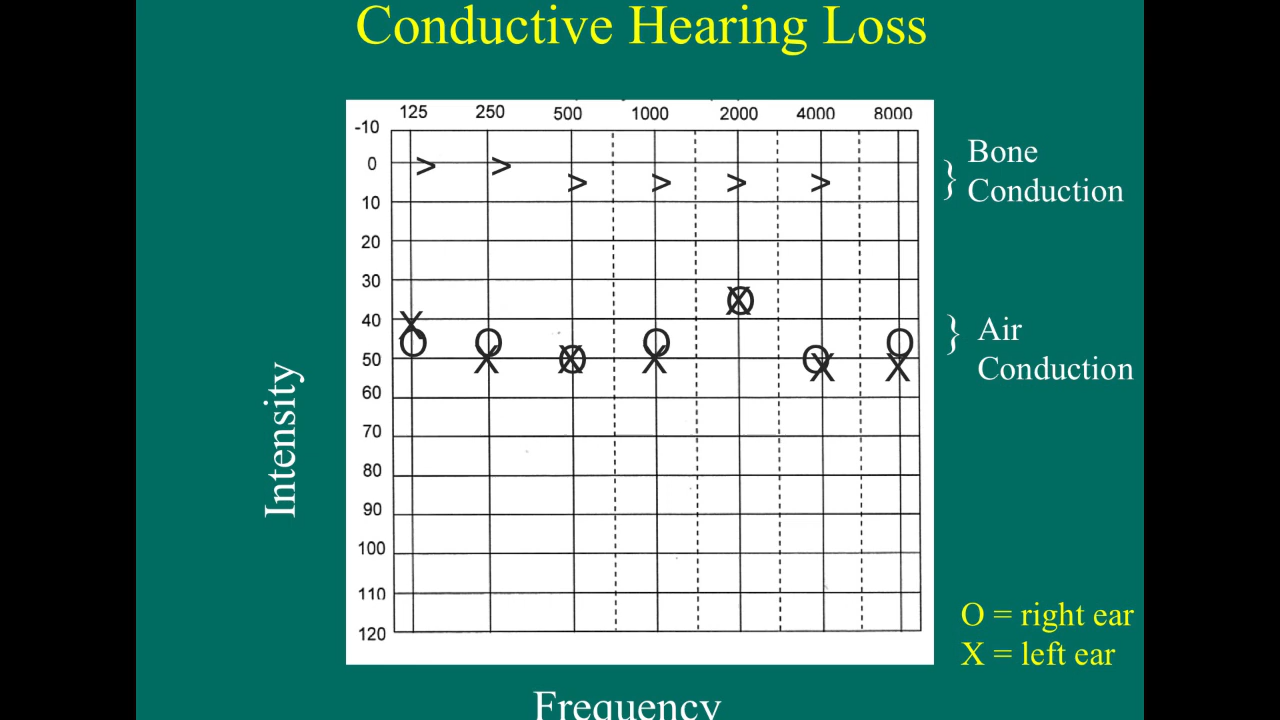 Conductive Hearing Loss
125 250 500 1000 2000 4000 8000
-10
0
10
20
30
40
50
60
70
80
90
100
110
120
> > > > > >
X O O X O X O X O X O X O X
Bone
Conduction
Air
Conduction
Intensity
O = right ear
X = left ear
Frequency